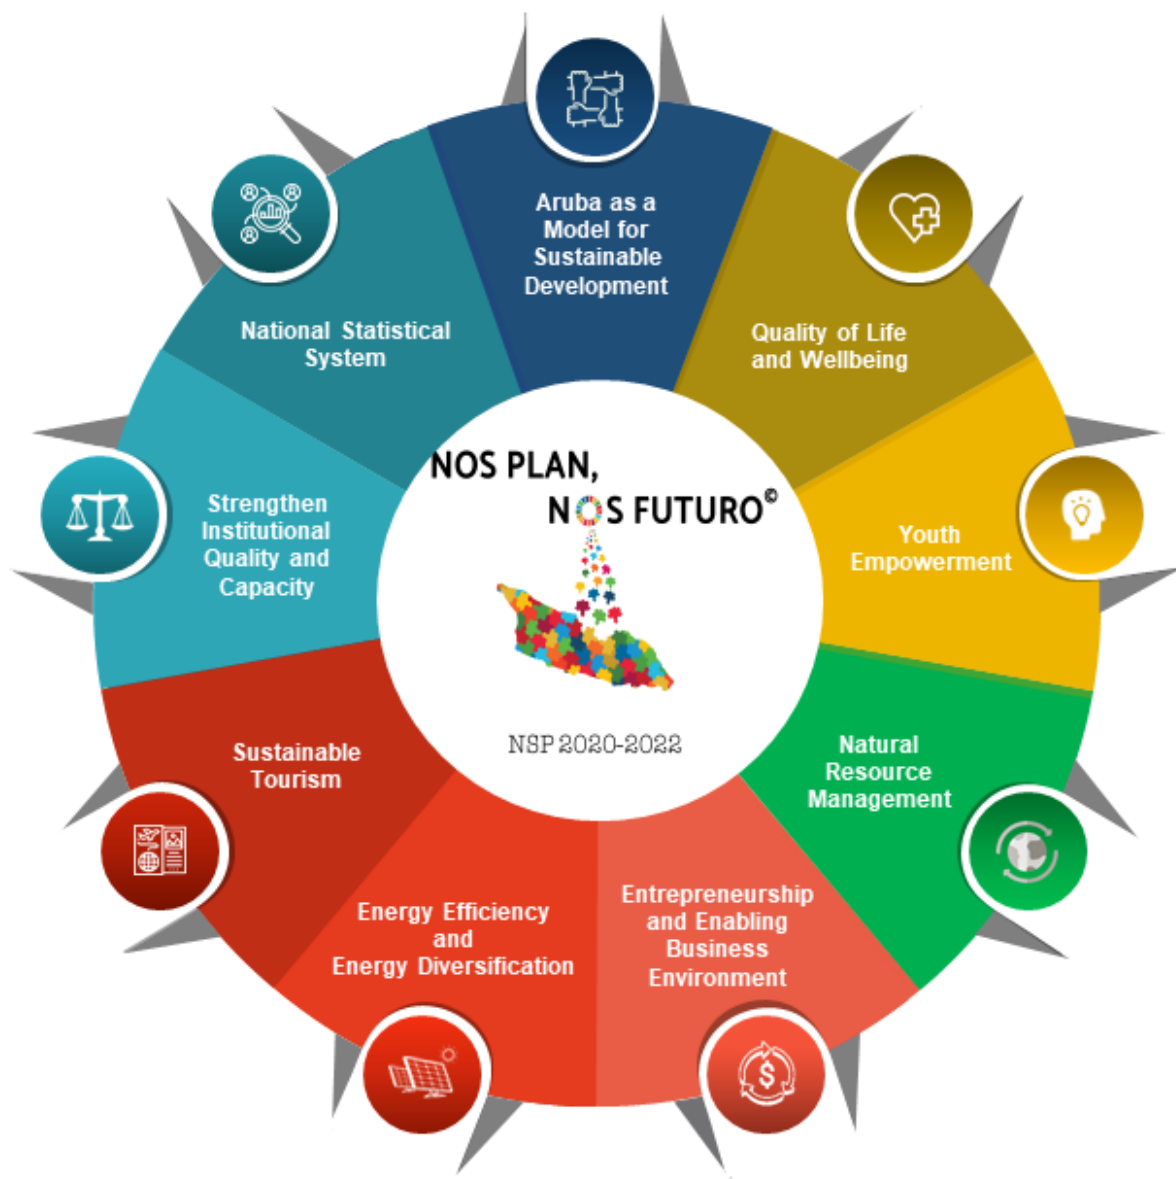 Aruba as a
Model for
Sustainable
Development
Quality of Life
and Wellbeing
Youth
Empowerment
Natural
Resource
Management
Entrepreneurship
and Enabling
Business
Environment
Energy Efficiency
and
Energy Diversification
Sustainable
Tourism
Strengthen
Institutional
Quality and
Capacity
National Statistical
System
NOS PLAN,
NOS FUTURO©
NSP 2020-2022
$